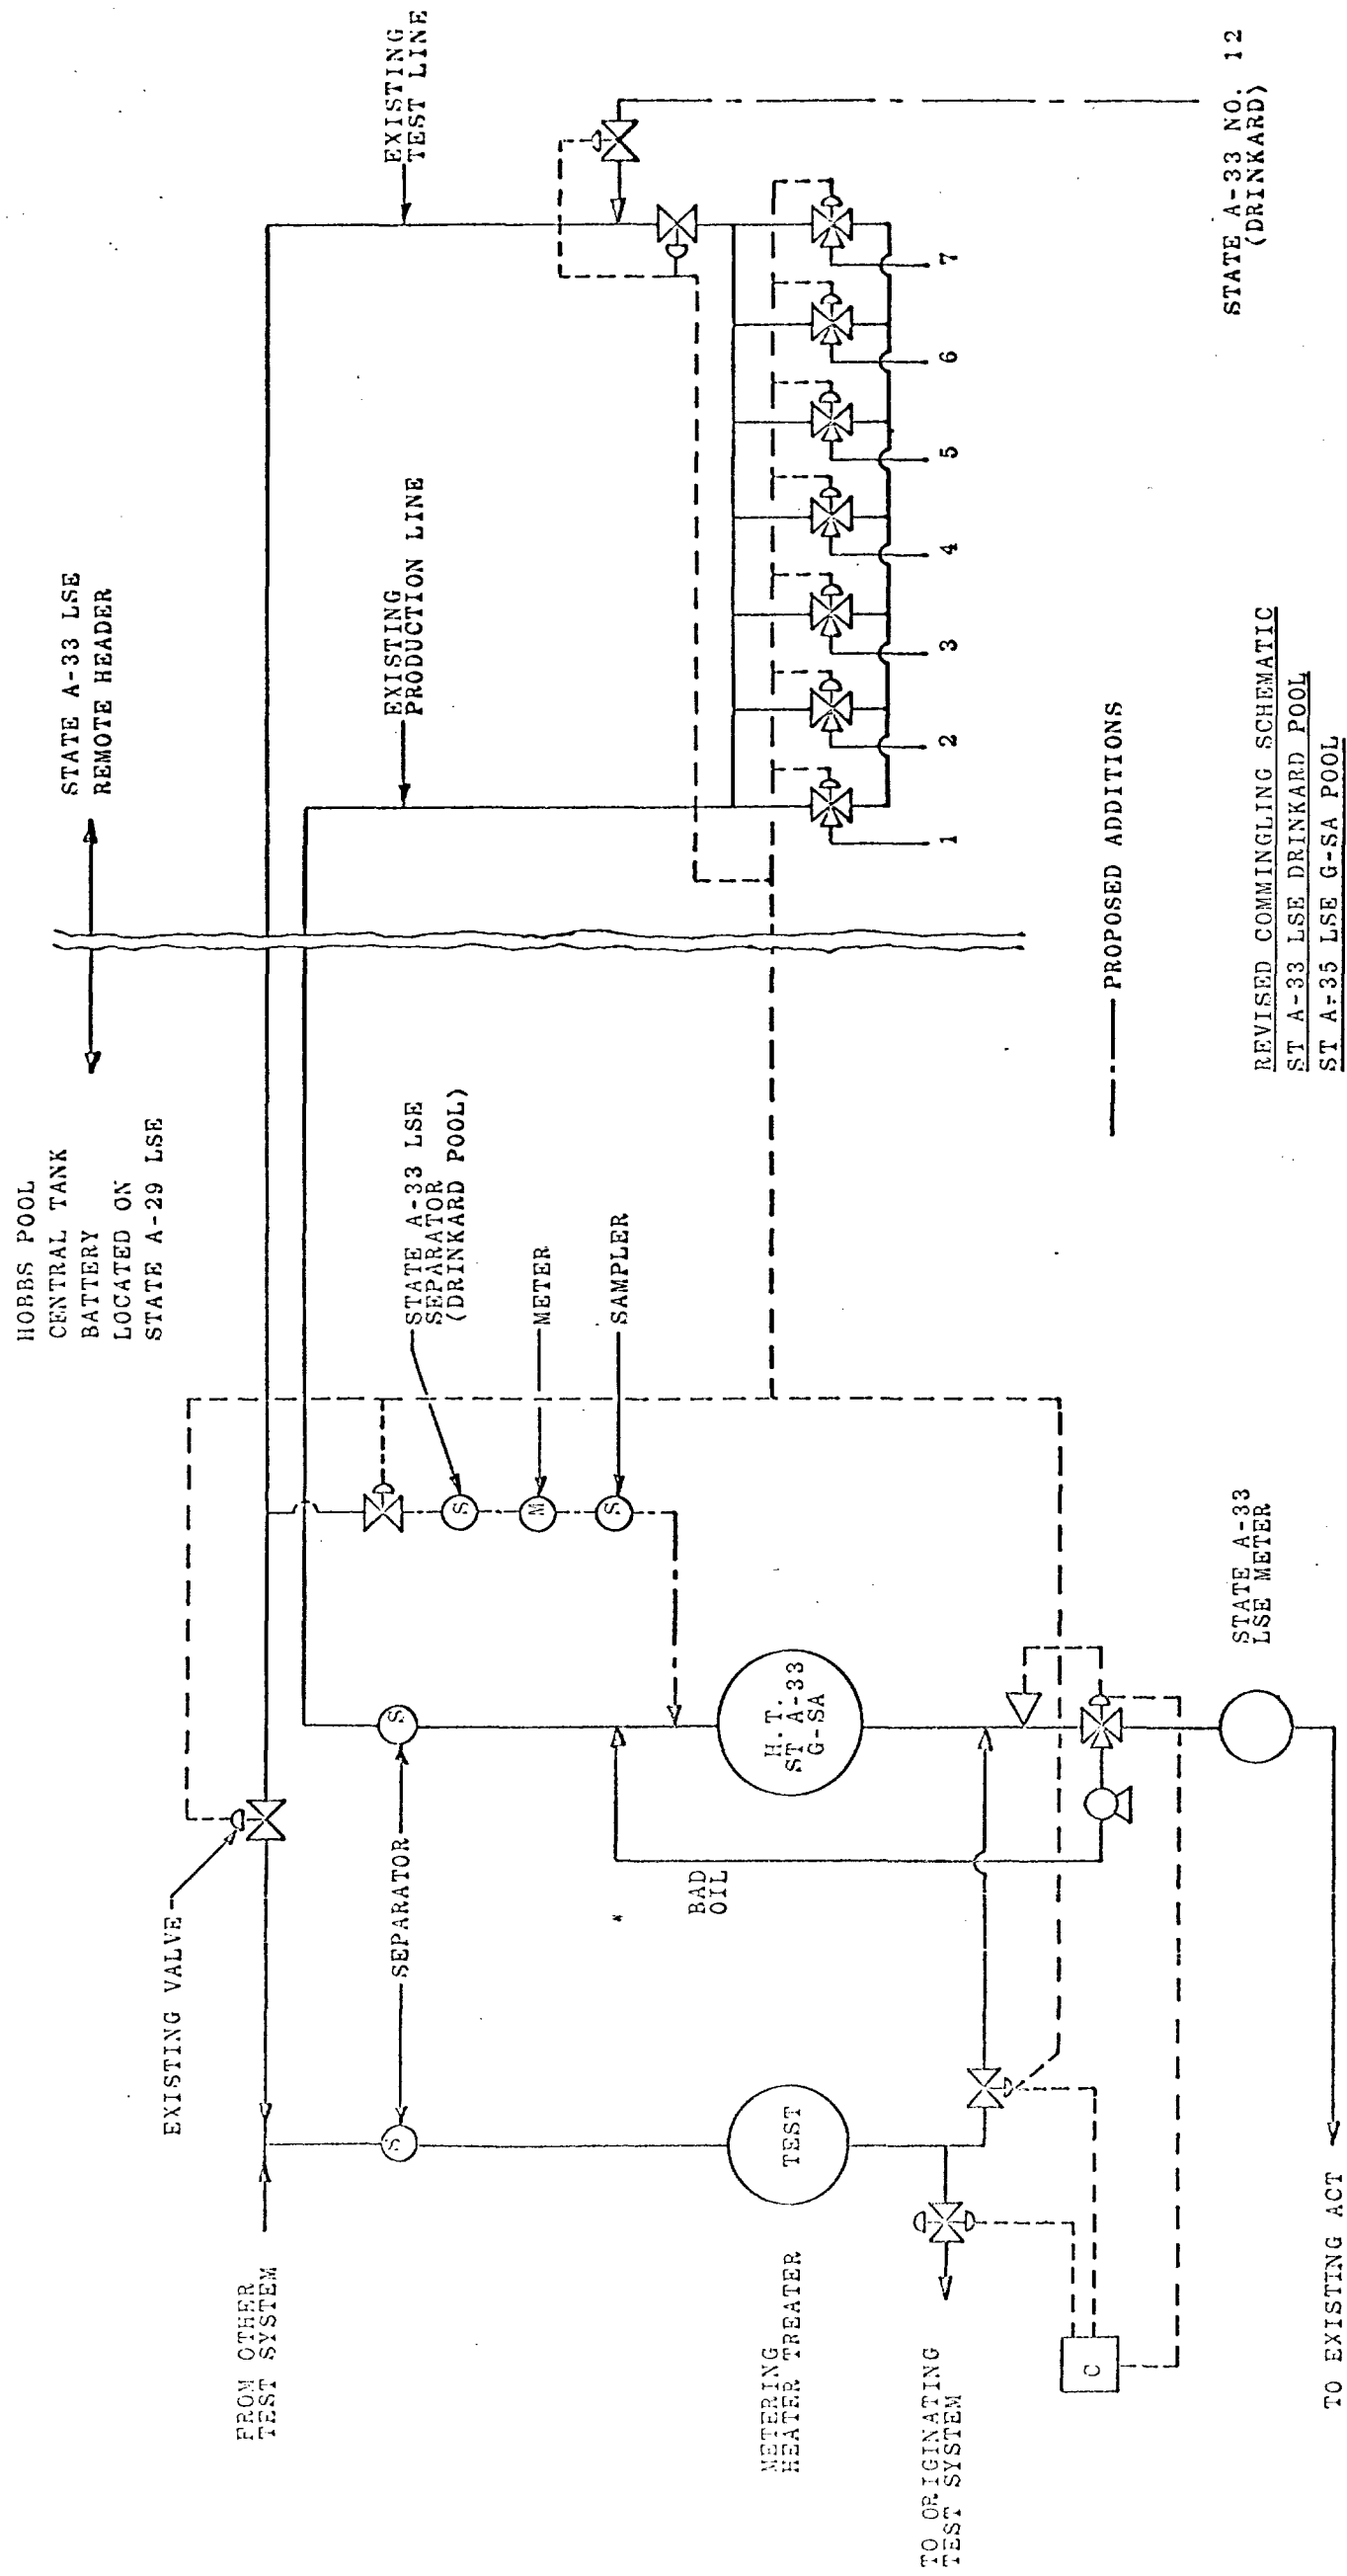 HOBBS POOL
CENTRAL TANK
BATTERY
LOCATED ON
STATE A-29 LSE
STATE A-33 LSE
REMOTE HEADER
EXISTING VALVE
FROM OTHER
TEST SYSTEM
SEPARATOR
S
S
STATE A-33 LSE
SEPARATOR
(DRINKARD POOL)
S
METER
M
SAMPLER
S
EXISTING
PRODUCTION LINE
EXISTING
TEST LINE
METERING
HEATER TREATER
TEST
BAD
OIL
H.T.
ST A-33
G-SA
TO ORIGINATING
TEST SYSTEM
C
1
2
3
4
5
6
7
STATE A-33 NO. 12
(DRINKARD)
PROPOSED ADDITIONS
STATE A-33
LSE METER
TO EXISTING ACT
REVISED COMMINGLING SCHEMATIC
ST A-33 LSE DRINKARD POOL
ST A-35 LSE G-SA POOL